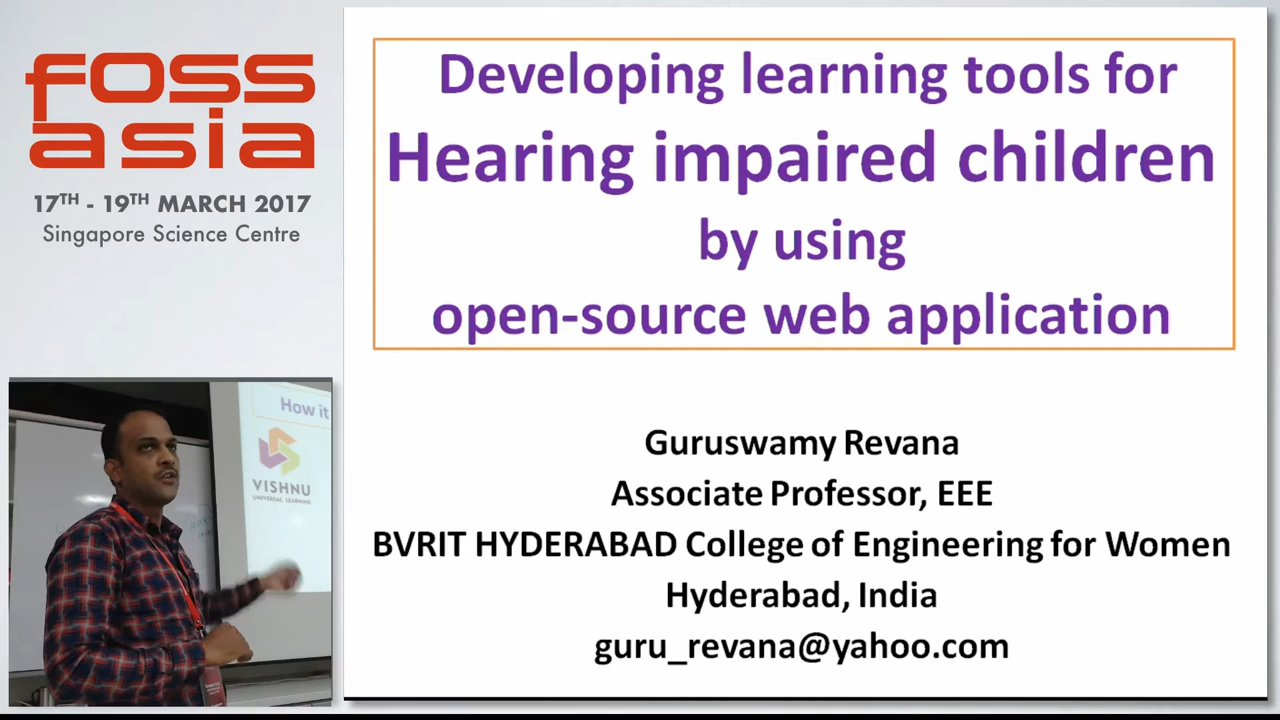 foss
asia
17TH - 19TH MARCH 2017
Singapore Science Centre
Developing learning tools for
Hearing impaired children
by using
open-source web application
Guruswamy Revana
Associate Professor, EEE
BVRIT HYDERABAD College of Engineering for Women
Hyderabad, India
guru_revana@yahoo.com
How it
VISHNU
UNIVERSAL LEARNING